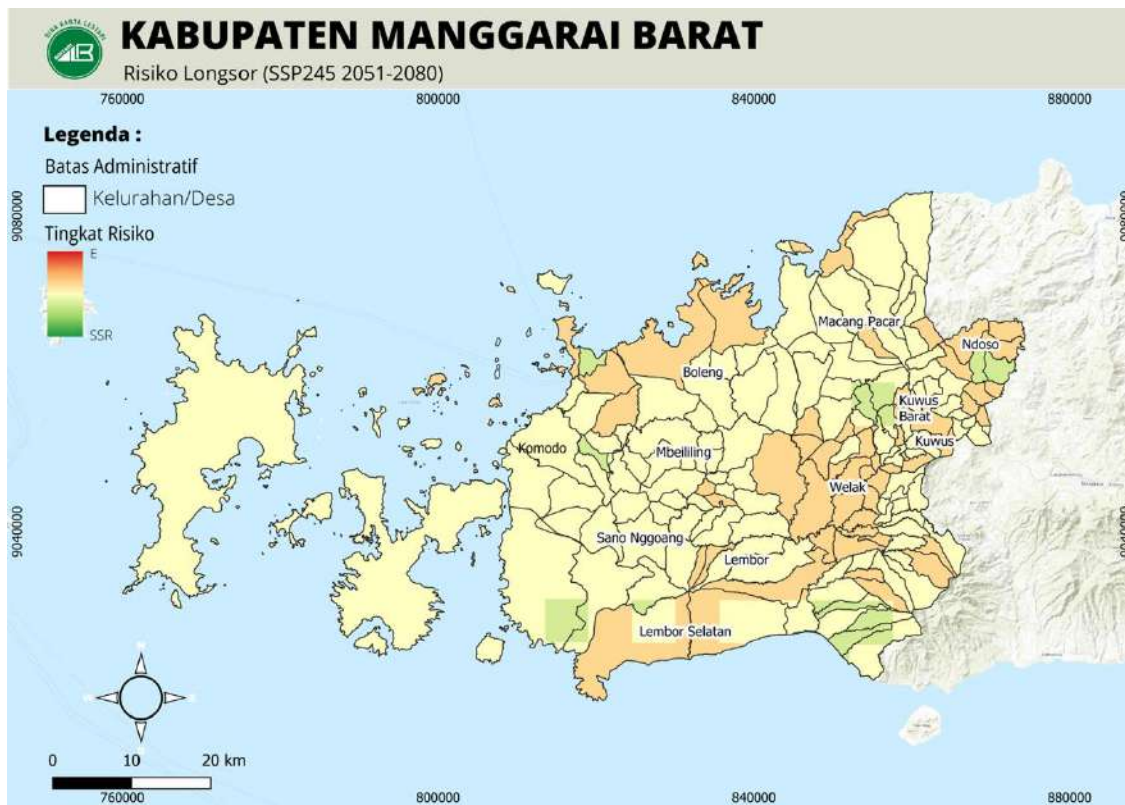 KABUPATEN MANGGARAI BARAT
Risiko Longsor (SSP245 2051-2080)
760000 800000 840000 880000
Legenda :
Batas Administratif
Kelurahan/Desa
Tingkat Risiko
E
SSR
9080000
9080000
9040000
9040000
Macang Pacar
Ndoso
Boleng
Kuwus
Barat
Kuwus
Komodo
Mbeliling
Welak
Sano Nggoang
Lembor
Lembor Selatan
0 10 20 km
760000 800000 840000 880000